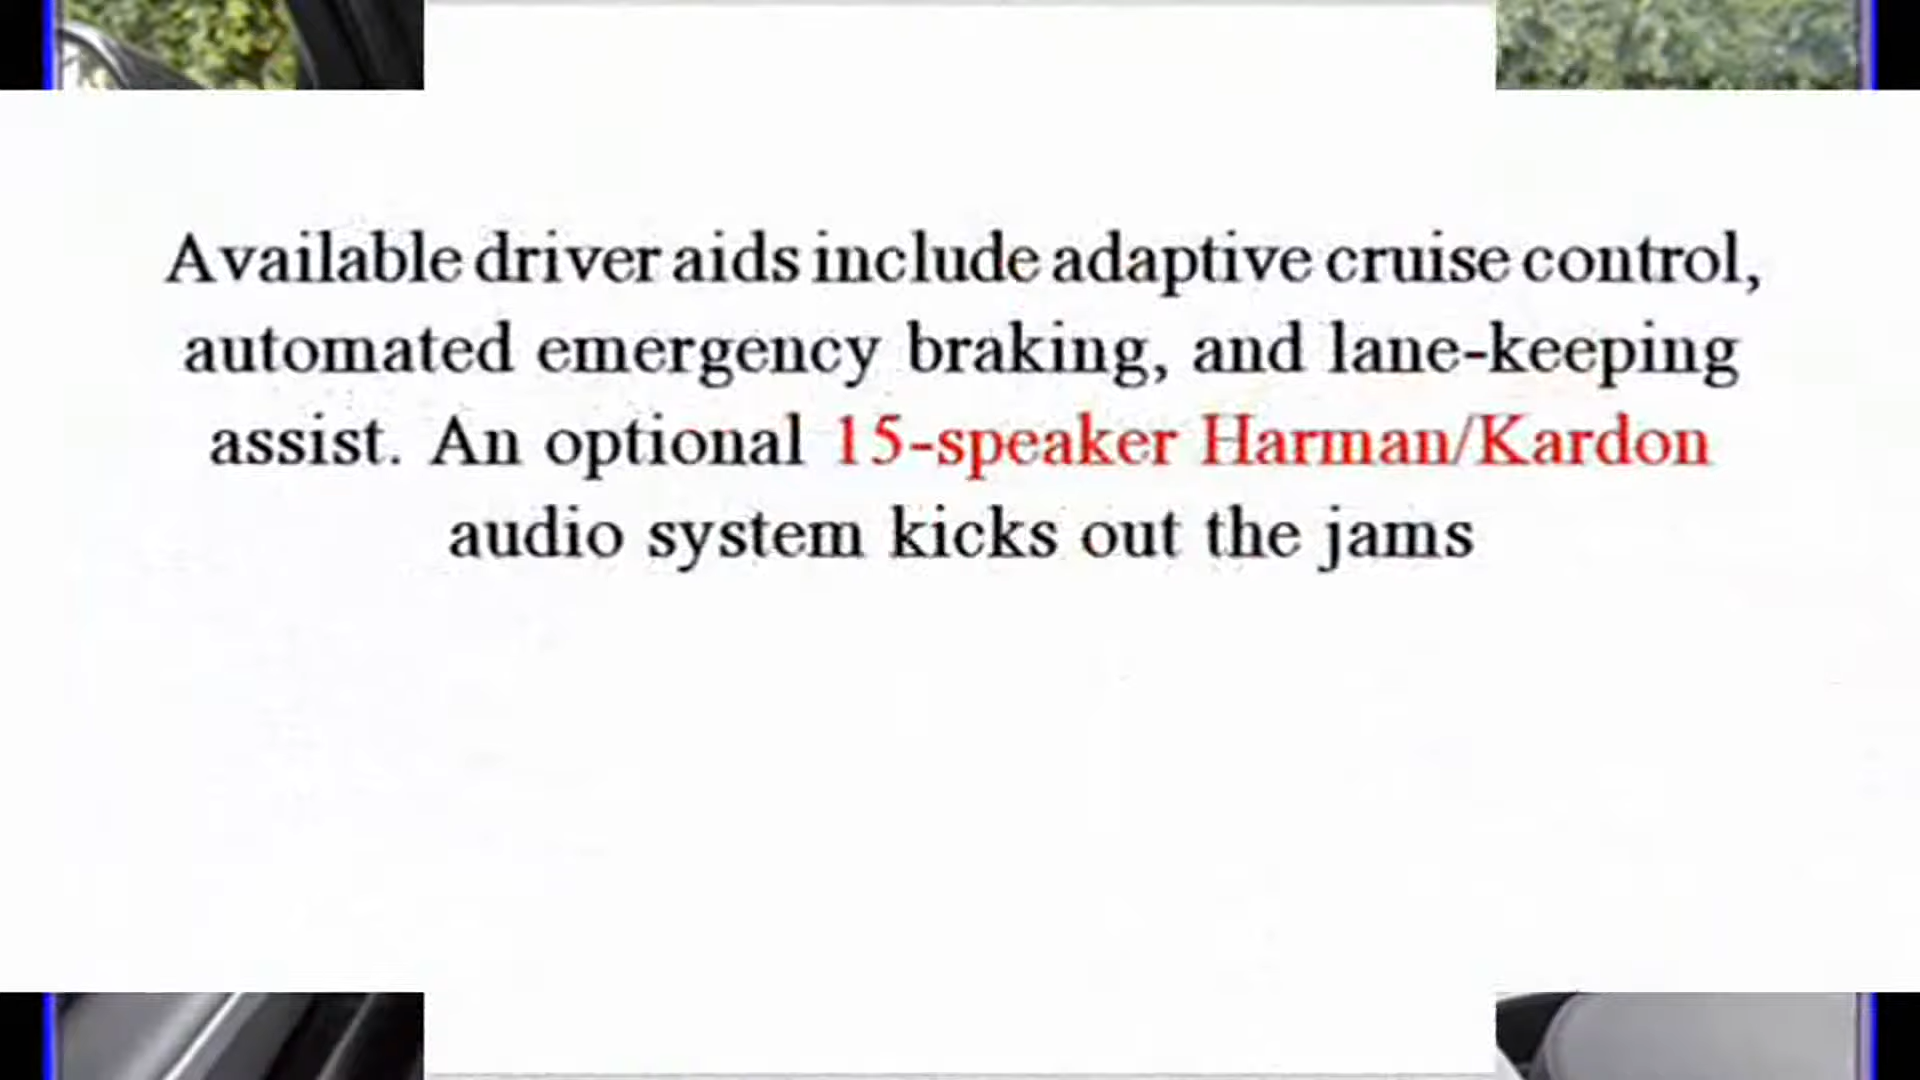 Available driver aids include adaptive cruise control,
automated emergency braking, and lane-keeping
assist. An optional 15-speaker Harman/Kardon
audio system kicks out the jams